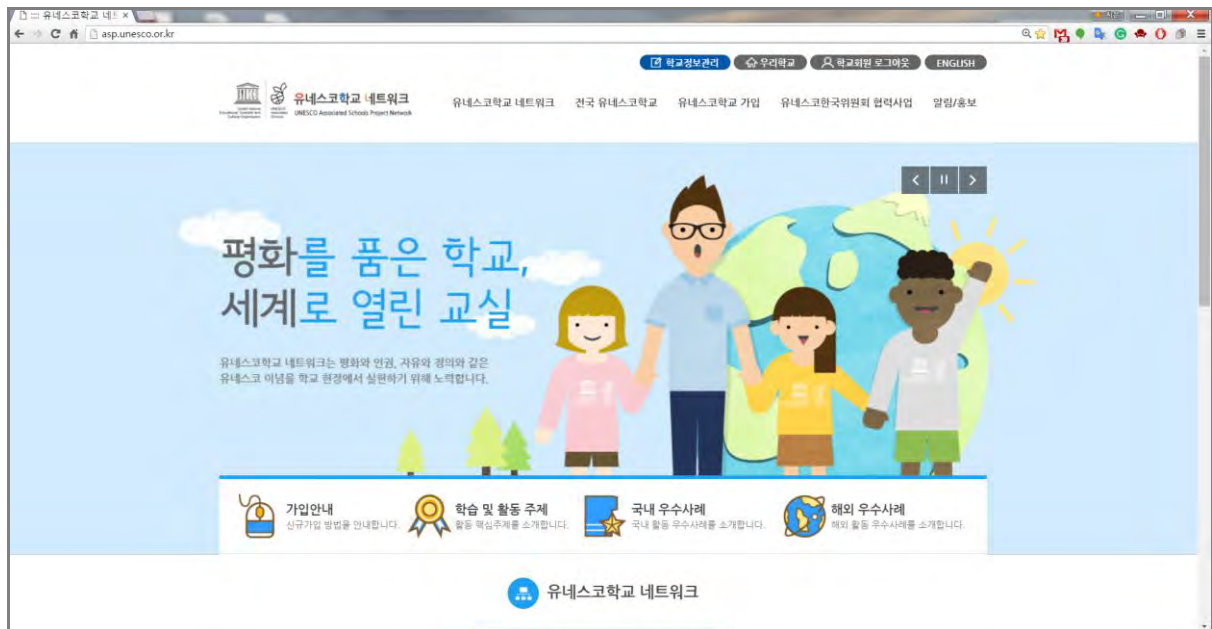 :::: 유네스코학교 네트
asp.unesco.or.kr
학교정보관리 우리학교 학교회원 로그아웃 ENGLISH
유네스코학교 네트워크
UNESCO Associated Schools Project Network
유네스코학교 네트워크 전국 유네스코학교 유네스코학교 가입 유네스코한국위원회 협력사업 알림/홍보
평화를 품은 학교,
세계로 열린 교실
유네스코학교 네트워크는 평화와 인권, 자유와 정의와 같은
유네스코 이념을 학교 현장에서 실현하기 위해 노력합니다.
가입안내 학습 및 활동 주제 국내 우수사례 해외 우수사례
신규가입 방법을 안내합니다. 활동 핵심주제를 소개합니다. 국내 활동 우수사례를 소개합니다. 해외 활동 우수사례를 소개합니다.
유네스코학교 네트워크